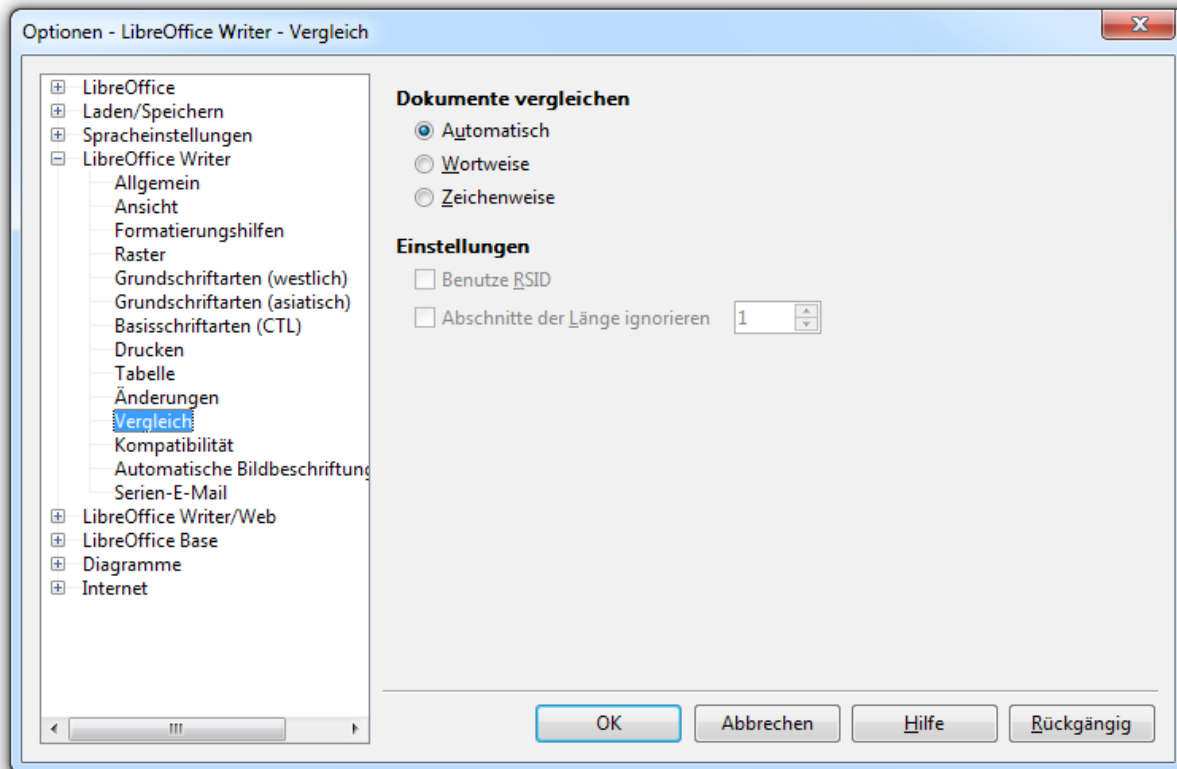 Optionen - LibreOffice Writer - Vergleich
LibreOffice
Laden/Speichern
Spracheinstellungen
LibreOffice Writer
Allgemein
Ansicht
Formatierungshilfen
Raster
Grundschriftarten (westlich)
Grundschriftarten (asiatisch)
Basisschriftarten (CTL)
Drucken
Tabelle
Änderungen
Vergleich
Kompatibilität
Automatische Bildbeschriftung
Serien-E-Mail
LibreOffice Writer/Web
LibreOffice Base
Diagramme
Internet
Dokumente vergleichen
Automatisch
Wortweise
Zeichenweise
Einstellungen
Benutze RSID
Abschnitte der Länge ignorieren 1
OK Abbrechen Hilfe Rückgängig